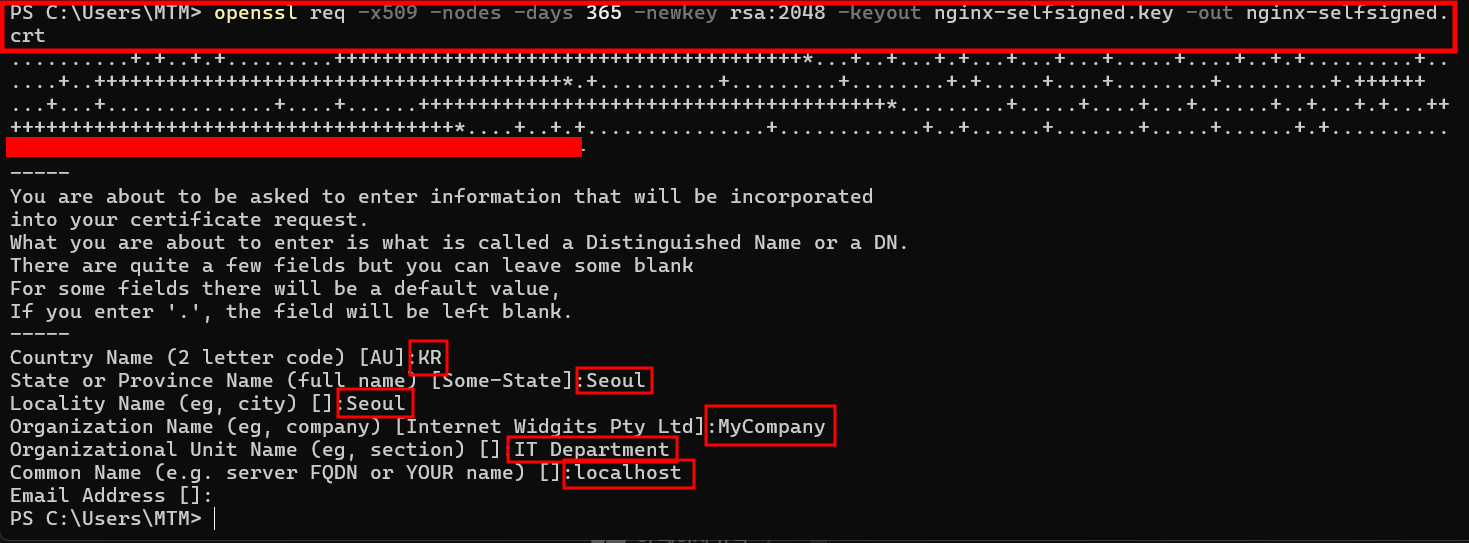 PS C:\Users\MTM> openssl req -x509 -nodes -days 365 -newkey rsa:2048 -keyout nginx-selfsigned.key -out nginx-selfsigned.
crt
..........+.+..+.+.........+++++++++++++++++++++++++++++++++++++++*...+..+...+.+...+...+...+.....+....+..+.+.........+..
....+..+++++++++++++++++++++++++++++++++++++++*.+..........+.........+........+.+.....+....+........+.........+.++++++
...+...+..............+....+......+++++++++++++++++++++++++++++++++++++++*.........+.....+....+...+......+..+...+.+...++
+++++++++++++++++++++++++++++++++++++*....+..+.+...............+............+..+......+.......+.....+......+.+..........
-----
You are about to be asked to enter information that will be incorporated
into your certificate request.
What you are about to enter is what is called a Distinguished Name or a DN.
There are quite a few fields but you can leave some blank
For some fields there will be a default value,
If you enter '.', the field will be left blank.
-----
Country Name (2 letter code) [AU]:KR
State or Province Name (full name) [Some-State]:Seoul
Locality Name (eg, city) []:Seoul
Organization Name (eg, company) [Internet Widgits Pty Ltd]:MyCompany
Organizational Unit Name (eg, section) []:IT Department
Common Name (e.g. server FQDN or YOUR name) []:localhost
Email Address []:
PS C:\Users\MTM>